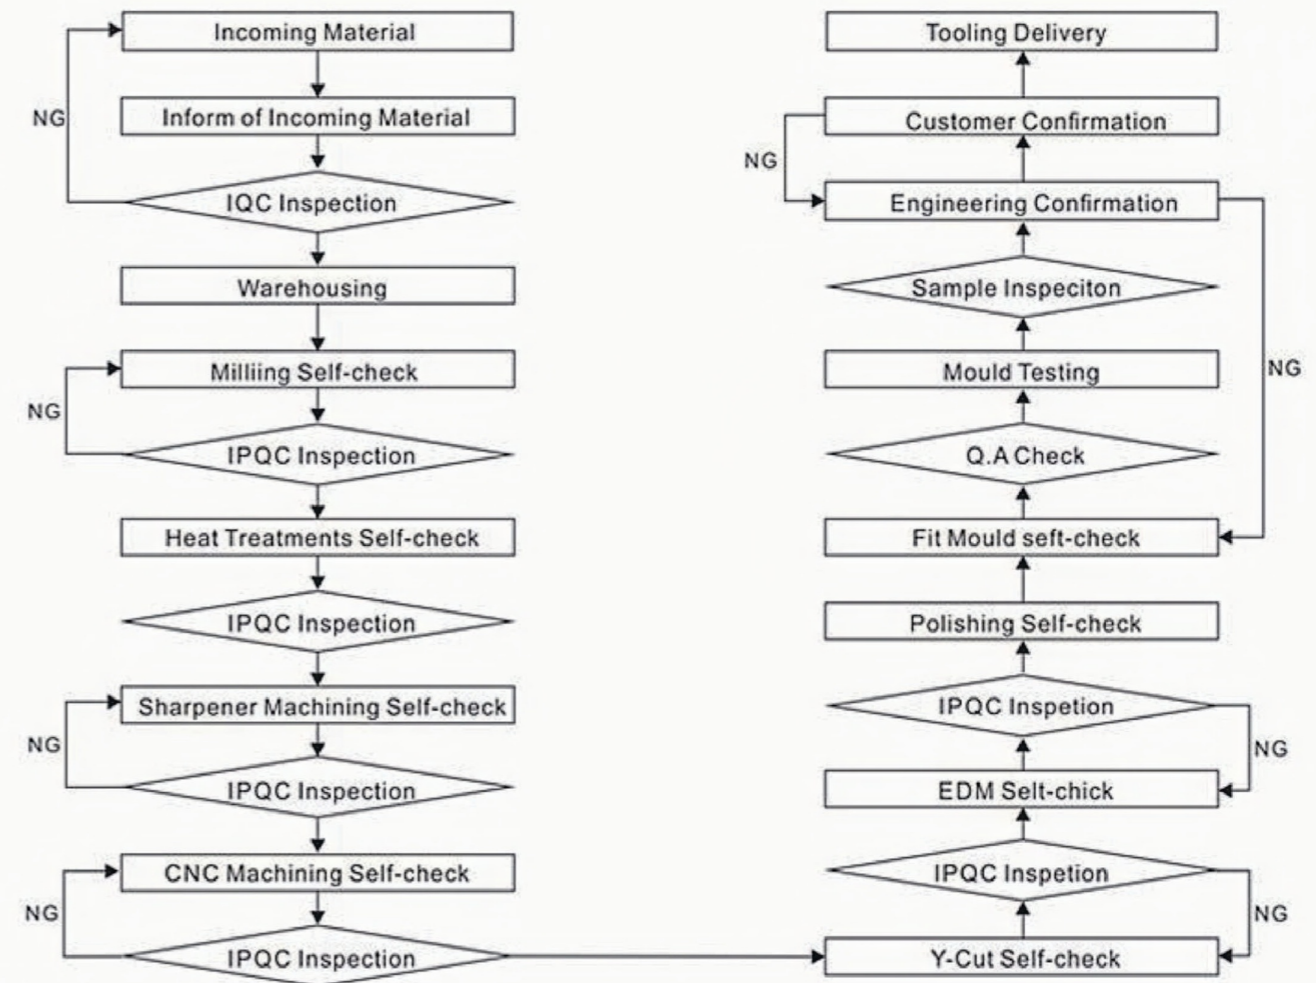 Incoming Material
NG
Inform of Incoming Material
IQC Inspection
Warehousing
Milliing Self-check
NG
IPQC Inspection
Heat Treatments Self-check
IPQC Inspection
Sharpener Machining Self-check
NG
IPQC Inspection
CNC Machining Self-check
NG
IPQC Inspection
Tooling Delivery
Customer Confirmation
NG
Engineering Confirmation
Sample Inspeciton
NG
Mould Testing
Q.A Check
Fit Mould seft-check
Polishing Self-check
IPQC Inspetion
NG
EDM Selt-chick
IPQC Inspetion
NG
Y-Cut Self-check